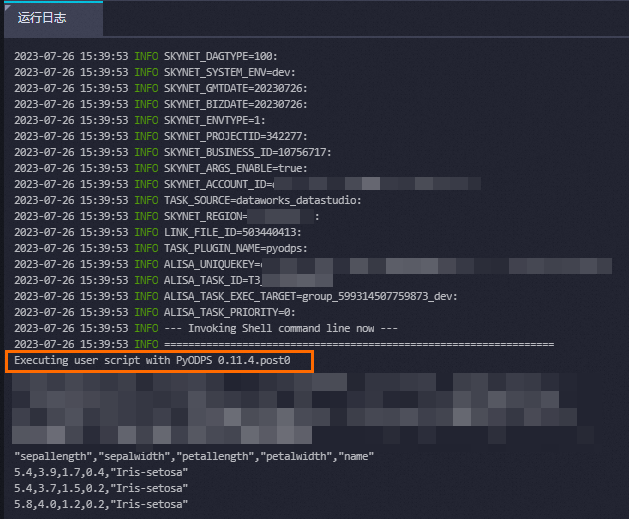 运行日志
2023-07-26 15:39:53 INFO SKYNET_DAGTYPE=100:
2023-07-26 15:39:53 INFO SKYNET_SYSTEM_ENV=dev:
2023-07-26 15:39:53 INFO SKYNET_GMTDATE=20230726:
2023-07-26 15:39:53 INFO SKYNET_BIZDATE=20230726:
2023-07-26 15:39:53 INFO SKYNET_ENVTYPE=1:
2023-07-26 15:39:53 INFO SKYNET_PROJECTID=342277:
2023-07-26 15:39:53 INFO SKYNET_BUSINESS_ID=10756717:
2023-07-26 15:39:53 INFO SKYNET_ARGS_ENABLE=true:
2023-07-26 15:39:53 INFO SKYNET_ACCOUNT_ID=
2023-07-26 15:39:53 INFO TASK_SOURCE=dataworks_datastudio:
2023-07-26 15:39:53 INFO SKYNET_REGION= :
2023-07-26 15:39:53 INFO LINK_FILE_ID=503440413:
2023-07-26 15:39:53 INFO TASK_PLUGIN_NAME=pyodps:
2023-07-26 15:39:53 INFO ALISA_UNIQUEKEY=
2023-07-26 15:39:53 INFO ALISA_TASK_ID=T3_
2023-07-26 15:39:53 INFO ALISA_TASK_EXEC_TARGET=group_599314507759873_dev:
2023-07-26 15:39:53 INFO ALISA_TASK_PRIORITY=0:
2023-07-26 15:39:53 INFO --- Invoking Shell command line now ---
2023-07-26 15:39:53 INFO =================================================================
Executing user script with PyODPS 0.11.4.post0
"sepallength","sepalwidth","petallength","petalwidth","name"
5.4,3.9,1.7,0.4,"Iris-setosa"
5.4,3.7,1.5,0.2,"Iris-setosa"
5.8,4.0,1.2,0.2,"Iris-setosa"